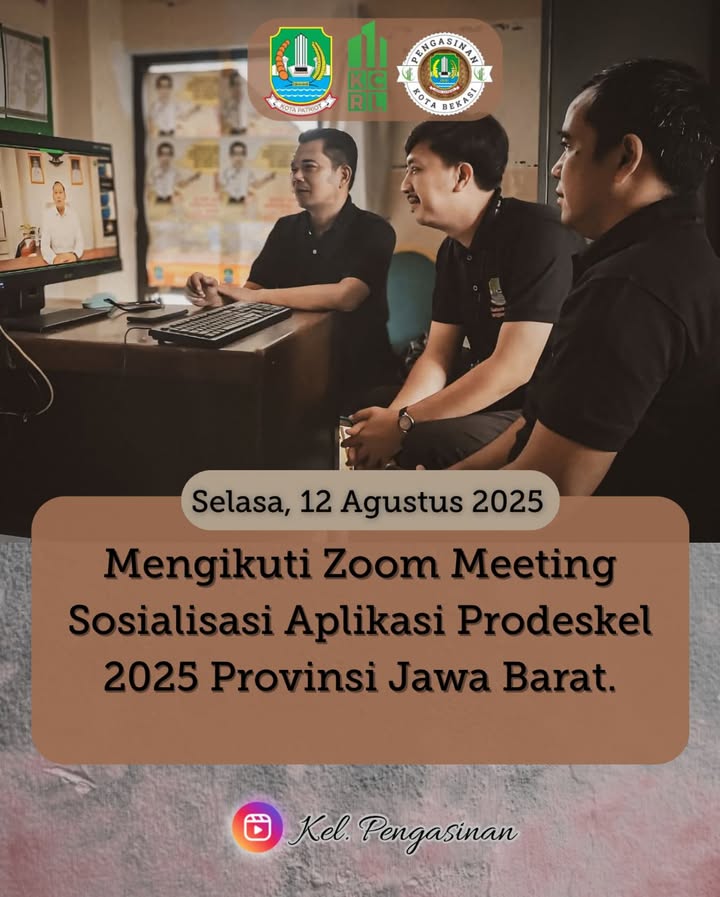 KOTA PATRIOT
KCRL
PENGASINAN
KOTA BEKASI
Selasa, 12 Agustus 2025
Mengikuti Zoom Meeting
Sosialisasi Aplikasi Prodeskel
2025 Provinsi Jawa Barat.
Kel. Pengasinan